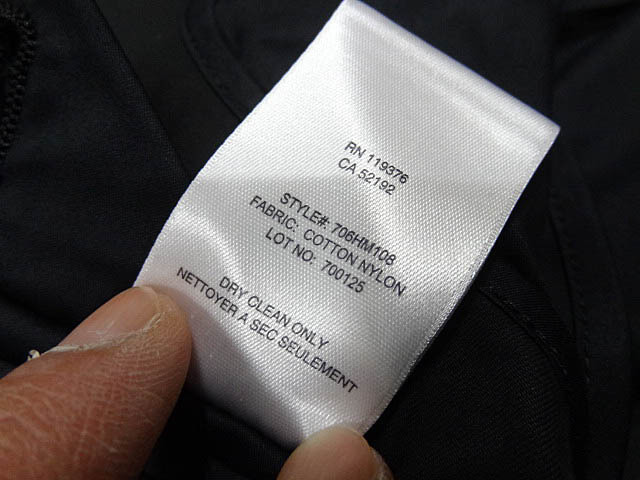 RN 119376
CA 52192
STYLE#: 706HM108
FABRIC: COTTON NYLON
LOT NO: 700125
DRY CLEAN ONLY
NETTOYER A SEC SEULEMENT